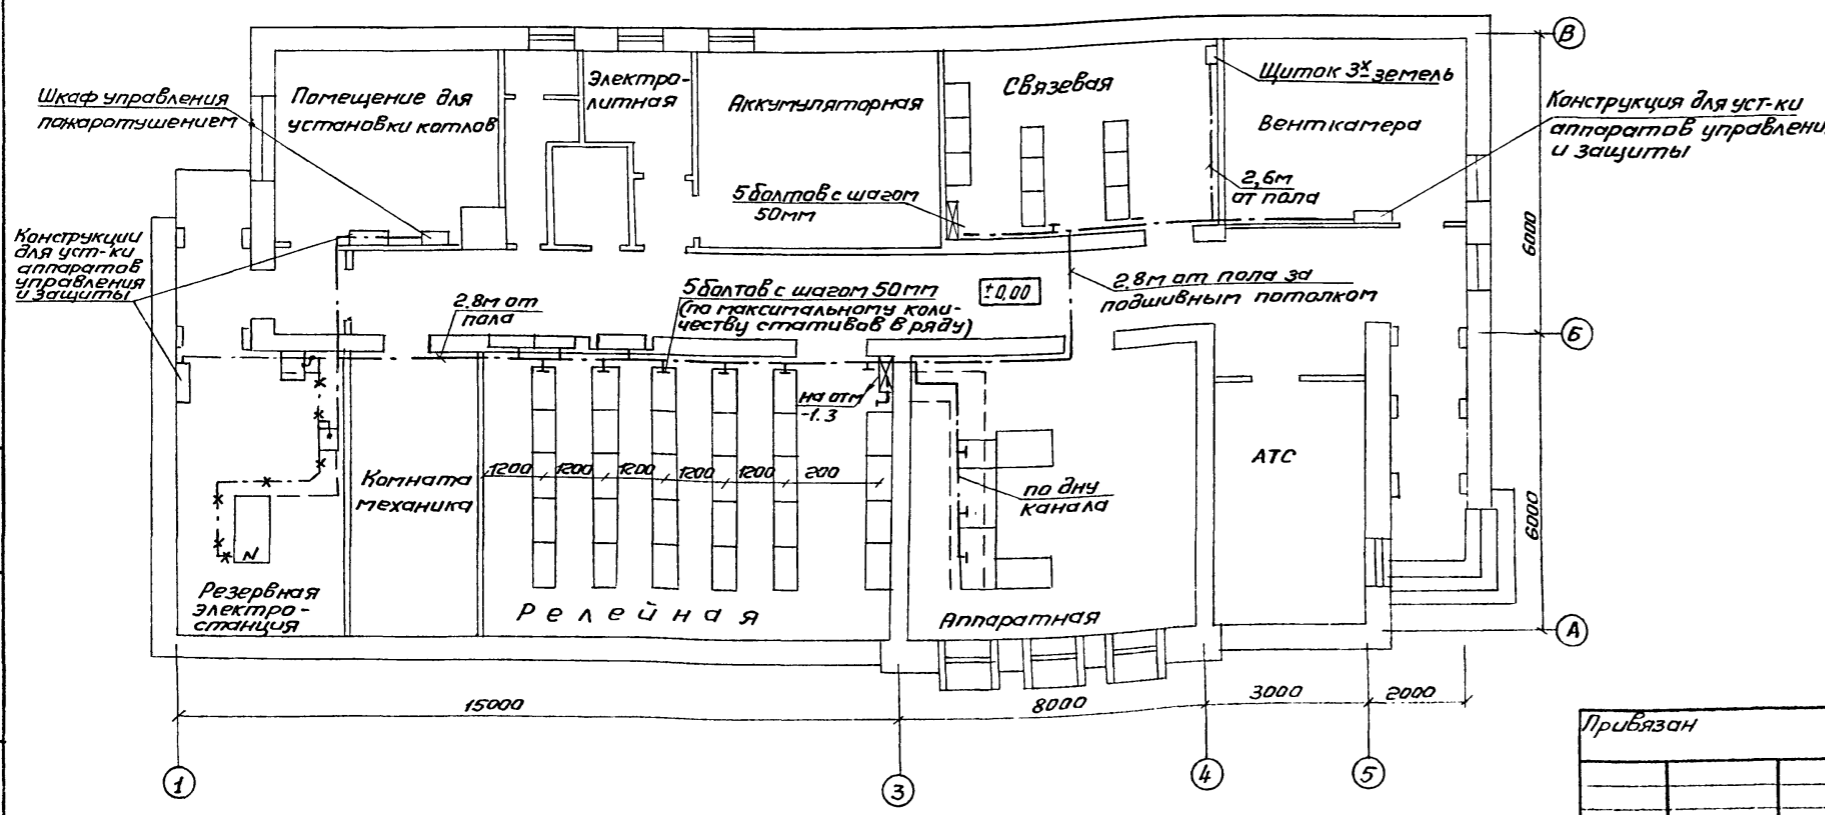 Шкаф управления
пожаротушением
Помещение для
установки котлов
Электро-
литная
Аккумуляторная
Связевая
Щиток 3х земель
Венткамера
Конструкция для уст-ки
аппаратов управления
и защиты
В
5 болтов с шагом
50мм
2,6м
от пола
6000
Конструкции
для уст-ки
аппаратов
управления
и защиты
2,8м от
пола
5 болтов с шагом 50мм
(по максимальному коли-
честву стативов в ряду)
±0,00
2,8м от пола за
подшивным потолком
Б
на отм
-1.3
Комната
механика
1200
1200
1200
1200
1200
200
по дну
канала
АТС
6000
N
Резервная
электро-
станция
Релейная
Аппаратная
А
15000
8000
3000
2000
1
3
4
5
Привязан